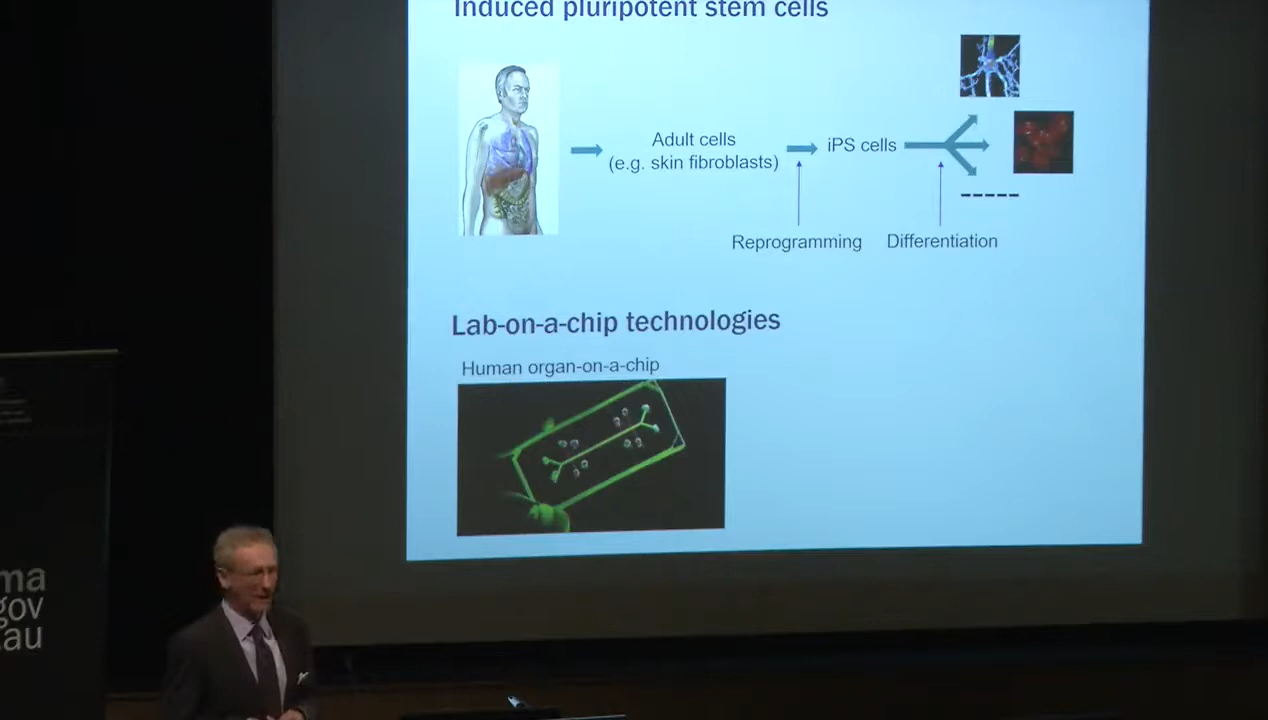 Induced pluripotent stem cells
Adult cells
(e.g. skin fibroblasts)
iPS cells
Reprogramming
Differentiation
Lab-on-a-chip technologies
Human organ-on-a-chip
ma
gov
.au